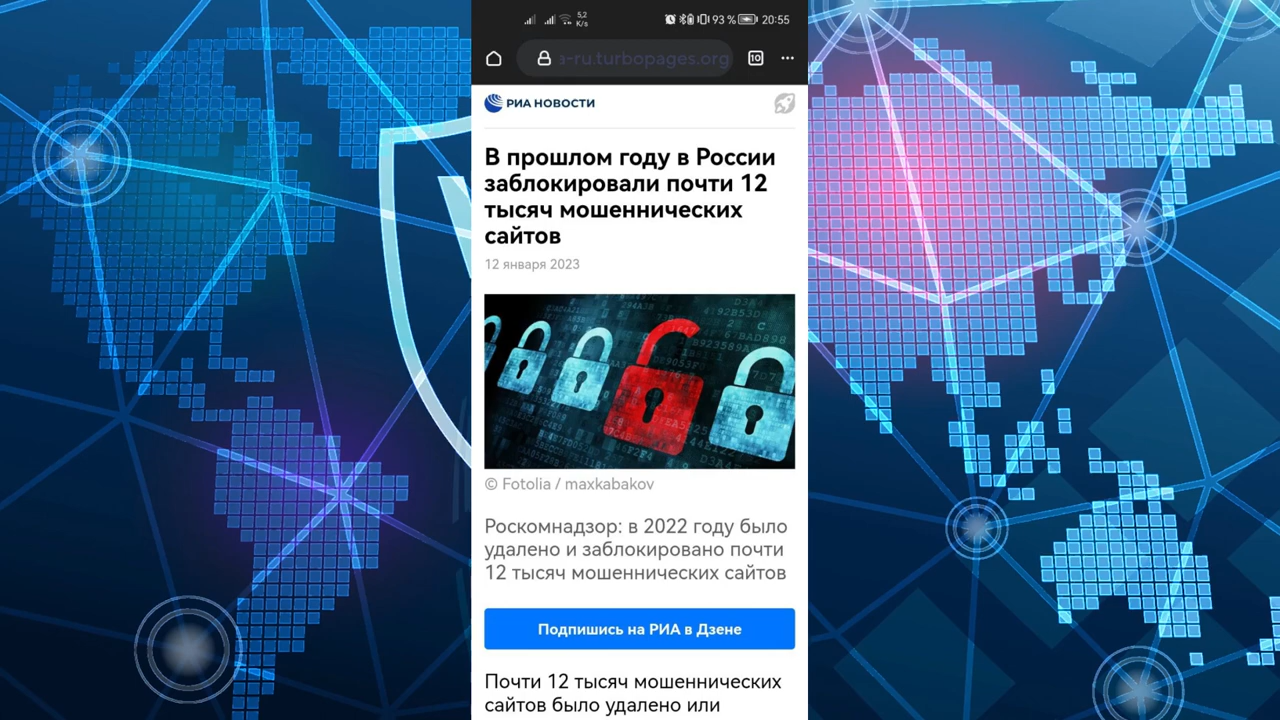 5,2
K/s
93 %
20:55
a-ru.turbopages.org
10
РИА НОВОСТИ
В прошлом году в России
заблокировали почти 12
тысяч мошеннических
сайтов
12 января 2023
© Fotolia / maxkabakov
Роскомнадзор: в 2022 году было
удалено и заблокировано почти
12 тысяч мошеннических сайтов
Подпишись на РИА в Дзене
Почти 12 тысяч мошеннических
сайтов было удалено или